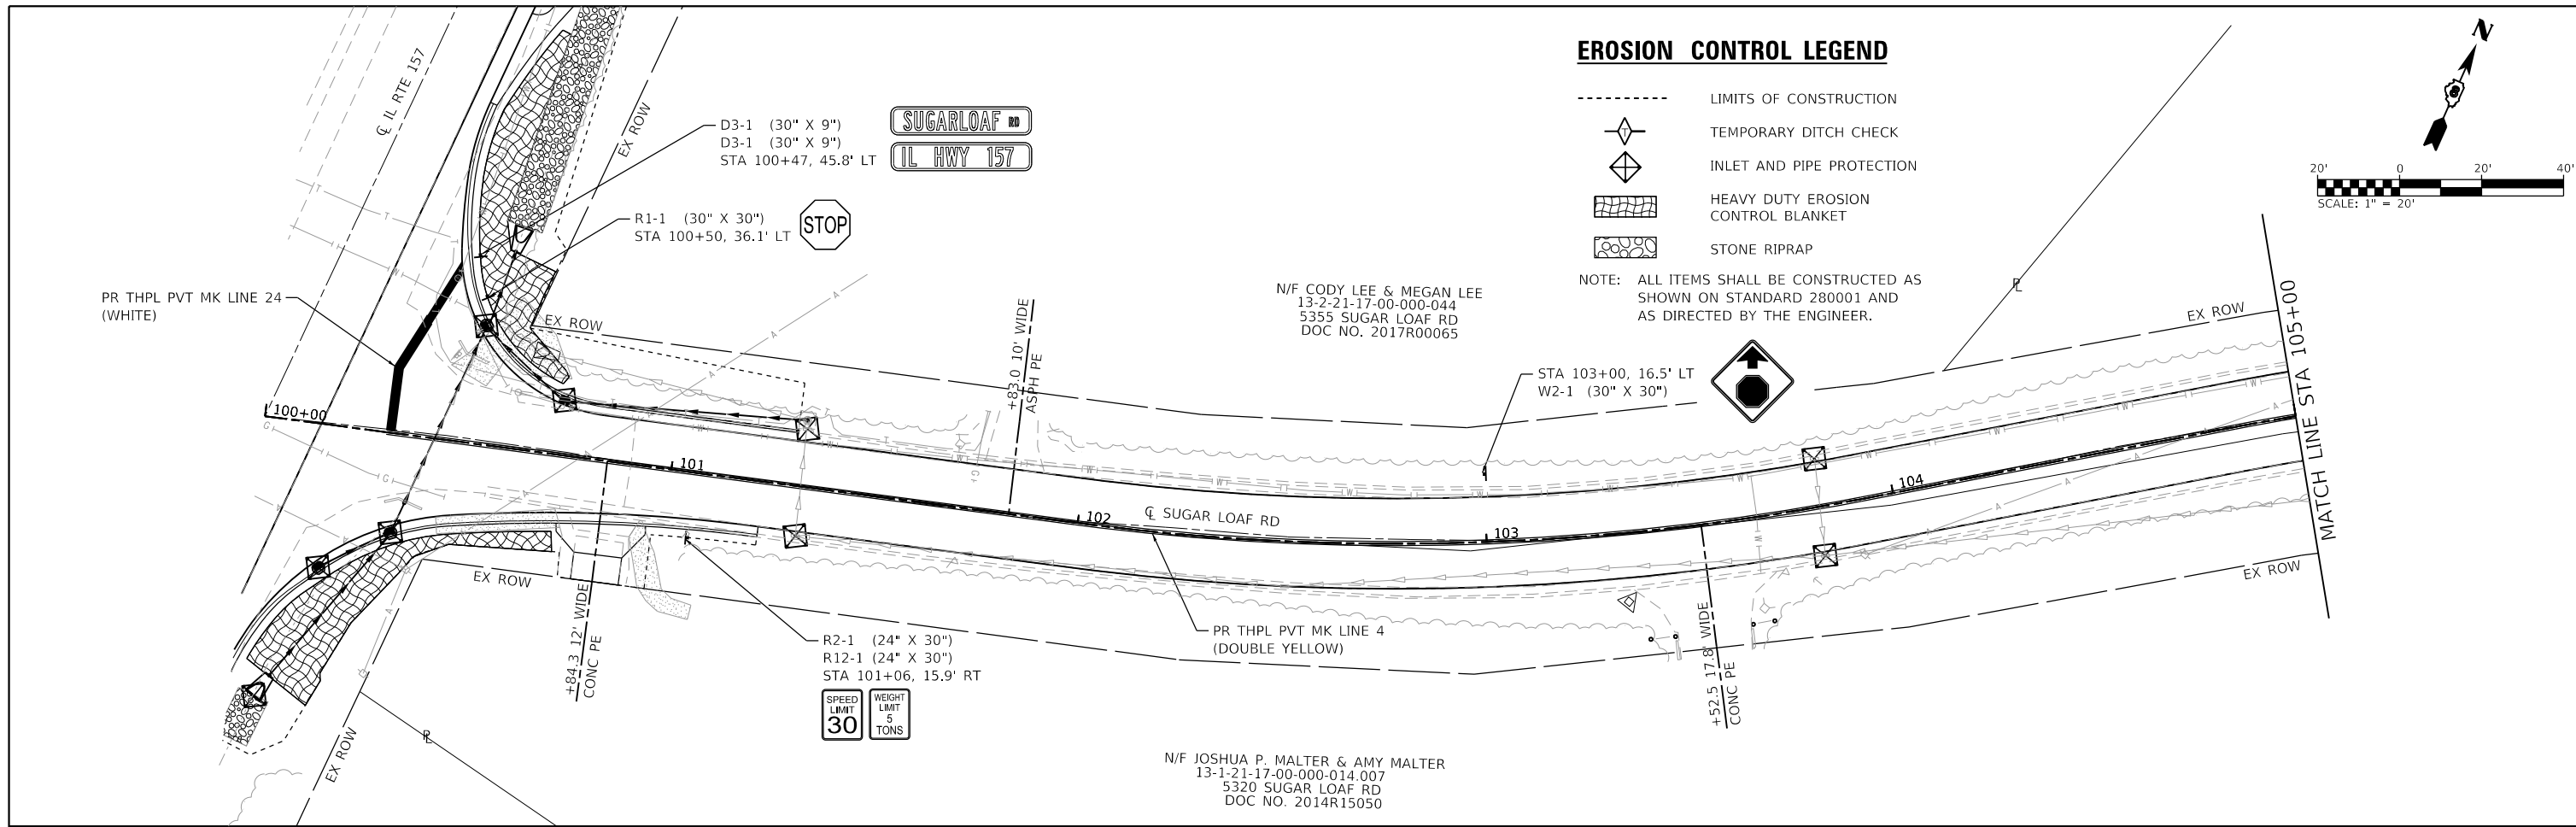 EROSION CONTROL LEGEND
LIMITS OF CONSTRUCTION
T
TEMPORARY DITCH CHECK
INLET AND PIPE PROTECTION
HEAVY DUTY EROSION
CONTROL BLANKET
STONE RIPRAP
NOTE: ALL ITEMS SHALL BE CONSTRUCTED AS
SHOWN ON STANDARD 280001 AND
AS DIRECTED BY THE ENGINEER.
N
20' 0 20' 40'
SCALE: 1" = 20'
℄ IL RTE 157
EX ROW
D3-1 (30" X 9")
D3-1 (30" X 9")
STA 100+47, 45.8' LT
SUGARLOAF RD
IL HWY 157
R1-1 (30" X 30")
STA 100+50, 36.1' LT
STOP
PR THPL PVT MK LINE 24
(WHITE)
EX ROW
N/F CODY LEE & MEGAN LEE
13-2-21-17-00-000-044
5355 SUGAR LOAF RD
DOC NO. 2017R00065
+83.0 10' WIDE
ASPH PE
STA 103+00, 16.5' LT
W2-1 (30" X 30")
EX ROW
MATCH LINE STA 105+00
100+00
101
102
℄ SUGAR LOAF RD
103
104
EX ROW
+84.3 12' WIDE
CONC PE
R2-1 (24" X 30")
R12-1 (24" X 30")
STA 101+06, 15.9' RT
SPEED
LIMIT
30
WEIGHT
LIMIT
5
TONS
PR THPL PVT MK LINE 4
(DOUBLE YELLOW)
+52.5 17.8' WIDE
CONC PE
EX ROW
EX ROW
N/F JOSHUA P. MALTER & AMY MALTER
13-1-21-17-00-000-014.007
5320 SUGAR LOAF RD
DOC NO. 2014R15050